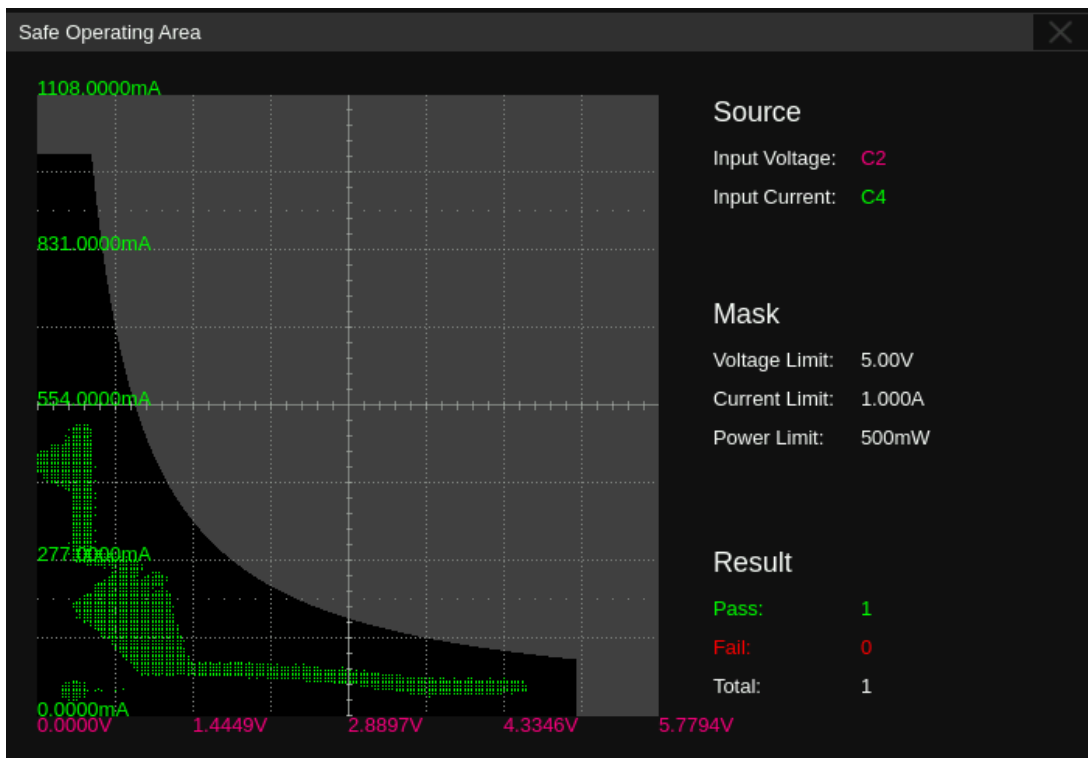 Safe Operating Area
1108.0000mA
831.0000mA
554.0000mA
277.0000mA
0.0000mA
0.0000V 1.4449V 2.8897V 4.3346V 5.7794V
Source
Input Voltage: C2
Input Current: C4
Mask
Voltage Limit: 5.00V
Current Limit: 1.000A
Power Limit: 500mW
Result
Pass: 1
Fail: 0
Total: 1